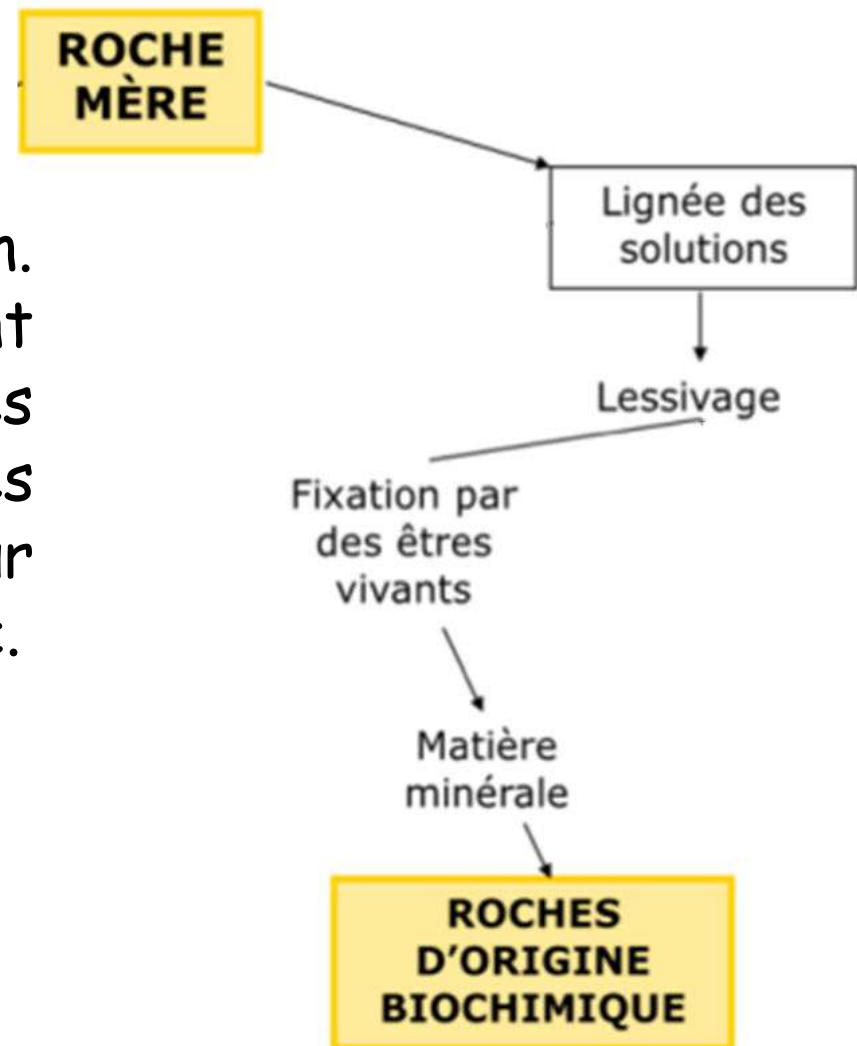 ROCHE
MÈRE
Lignée des
solutions
Lessivage
Fixation par
des êtres
vivants
Matière
minérale
ROCHES
D'ORIGINE
BIOCHIMIQUE